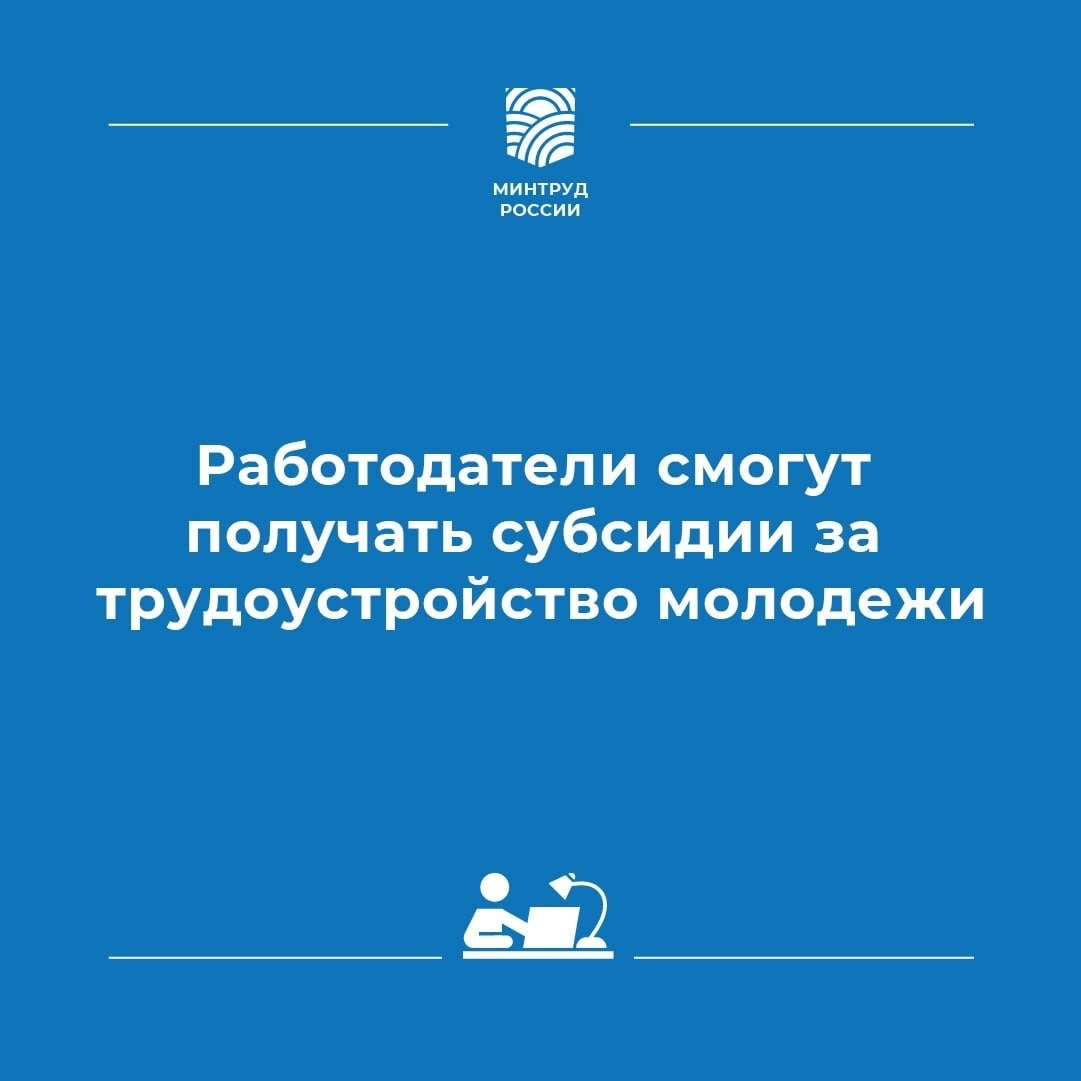 МИНТРУД
РОССИИ
Работодатели смогут
получать субсидии за
трудоустройство молодежи